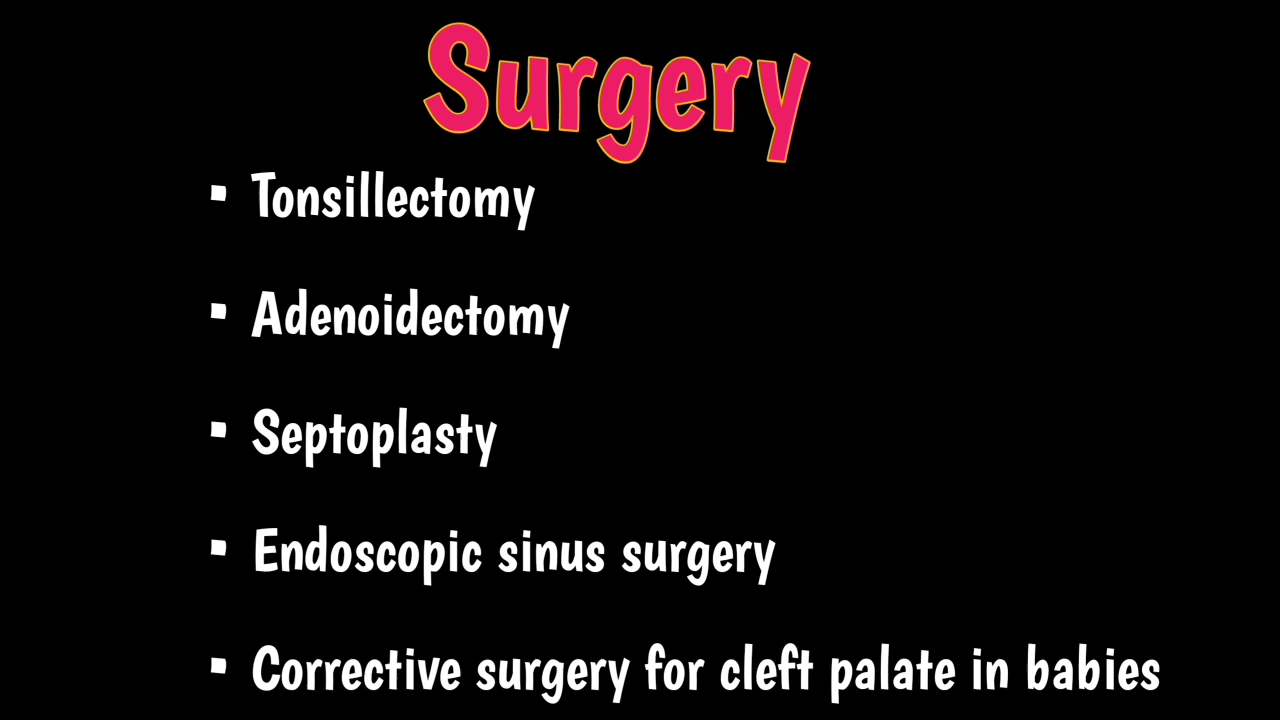 Surgery
▪ Tonsillectomy
▪ Adenoidectomy
▪ Septoplasty
▪ Endoscopic sinus surgery
▪ Corrective surgery for cleft palate in babies